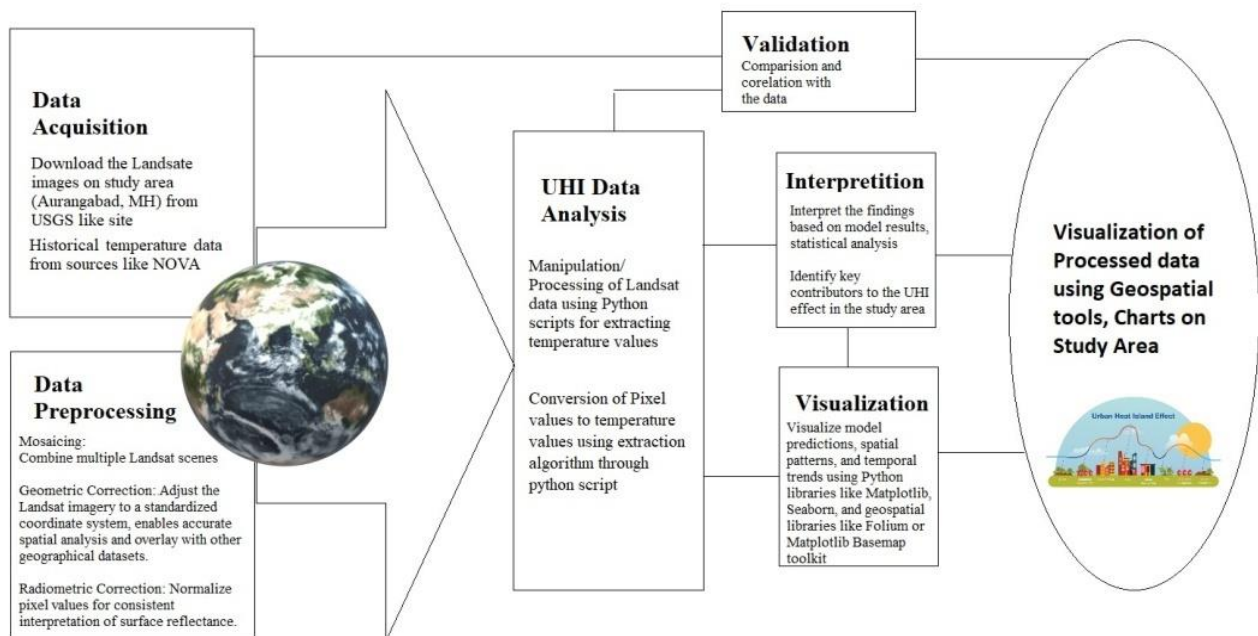 Data
Acquisition
Download the Landsate
images on study area
(Aurangabad, MH) from
USGS like site
Historical temperature data
from sources like NOVA
Data
Preprocessing
Mosaicing:
Combine multiple Landsat scenes
Geometric Correction: Adjust the
Landsat imagery to a standardized
coordinate system, enables accurate
spatial analysis and overlay with other
geographical datasets.
Radiometric Correction: Normalize
pixel values for consistent
interpretation of surface reflectance.
UHI Data
Analysis
Manipulation/
Processing of Landsat
data using Python
scripts for extracting
temperature values
Conversion of Pixel
values to temperature
values using extraction
algorithm through
python script
Validation
Comparision and
corelation with
the data
Interpretition
Interpret the findings
based on model results,
statistical analysis
Identify key
contributors to the UHI
effect in the study area
Visualization
Visualize model
predictions, spatial
patterns, and temporal
trends using Python
libraries like Matplotlib,
Seaborn, and geospatial
libraries like Folium or
Matplotlib Basemap
toolkit
Visualization of
Processed data
using Geospatial
tools, Charts on
Study Area
Urban Heat Island Effect